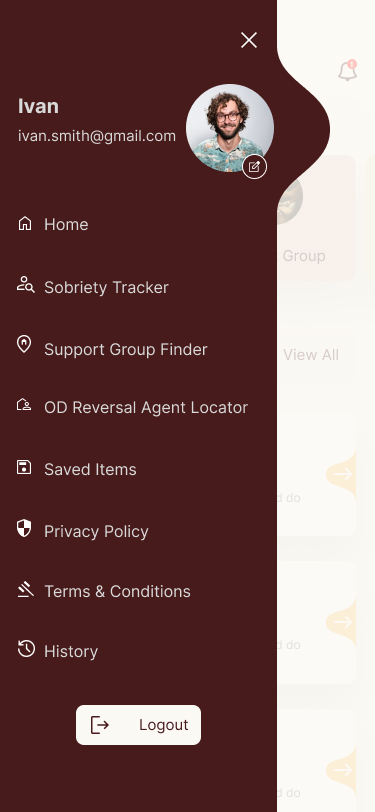 Ivan
ivan.smith@gmail.com
Home
Sobriety Tracker
Support Group Finder
OD Reversal Agent Locator
Saved Items
Privacy Policy
Terms & Conditions
History
Logout
Group
View All
d do
d do
d do